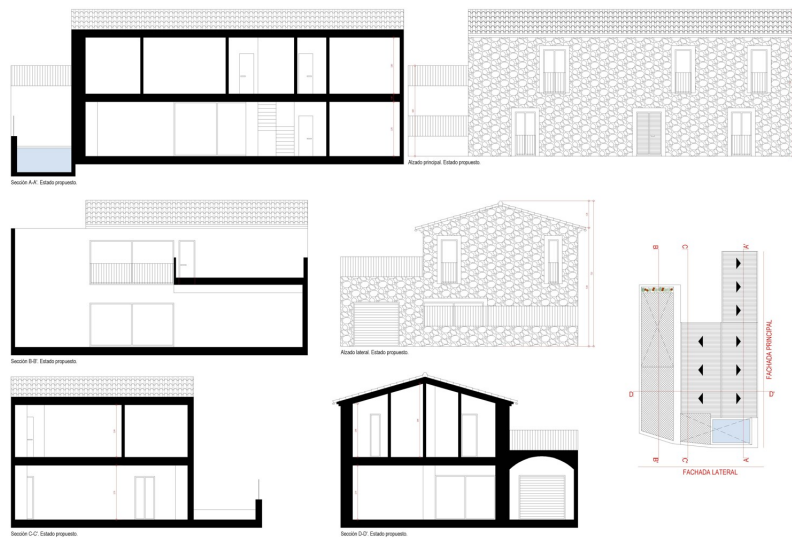 Sección A-A'. Estado propuesto.
Alzado principal. Estado propuesto.
Sección B-B'. Estado propuesto.
Alzado lateral. Estado propuesto.
B
C
A'
FACHADA PRINCIPAL
D
D'
B'
C'
A
FACHADA LATERAL
Sección C-C'. Estado propuesto.
Sección D-D'. Estado propuesto.